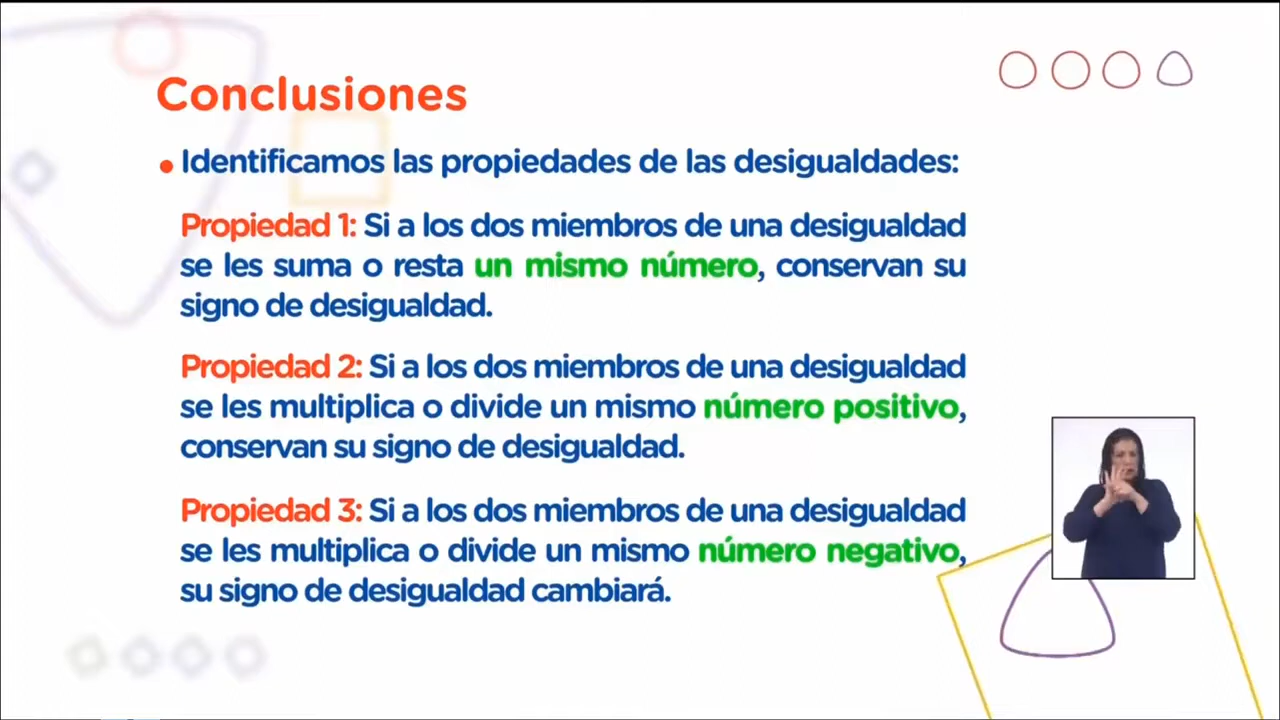 Conclusiones
• Identificamos las propiedades de las desigualdades:
Propiedad 1: Si a los dos miembros de una desigualdad
se les suma o resta un mismo número, conservan su
signo de desigualdad.
Propiedad 2: Si a los dos miembros de una desigualdad
se les multiplica o divide un mismo número positivo,
conservan su signo de desigualdad.
Propiedad 3: Si a los dos miembros de una desigualdad
se les multiplica o divide un mismo número negativo,
su signo de desigualdad cambiará.